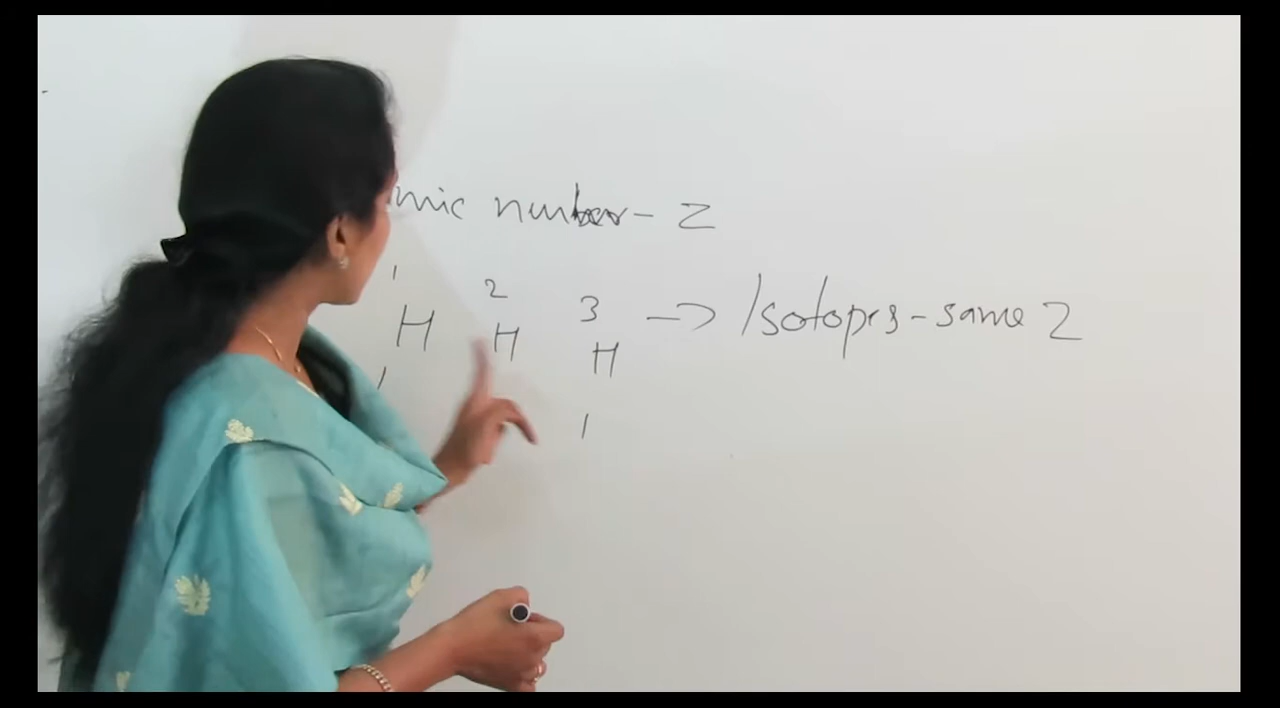 mic number - Z
1 2 3
H H H → Isotopes - same Z
1 1